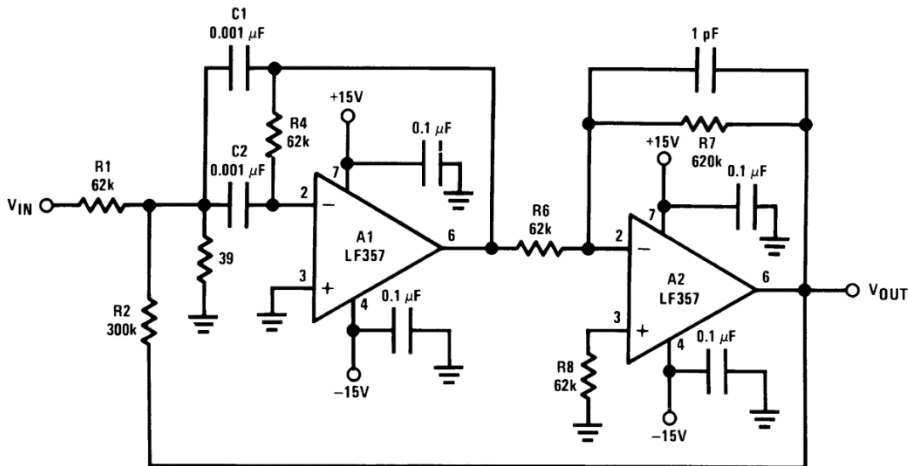 C1
0.001 μF
1 pF
+15V
R4
62k
0.1 μF
R7
620k
+15V
C2
0.001 μF
0.1 μF
R1
62k
7
VIN
2
−
R6
62k
7
A1
LF357
6
2
−
39
A2
LF357
6
VOUT
3
+
4
R2
300k
0.1 μF
3
+
4
0.1 μF
R8
62k
−15V
−15V